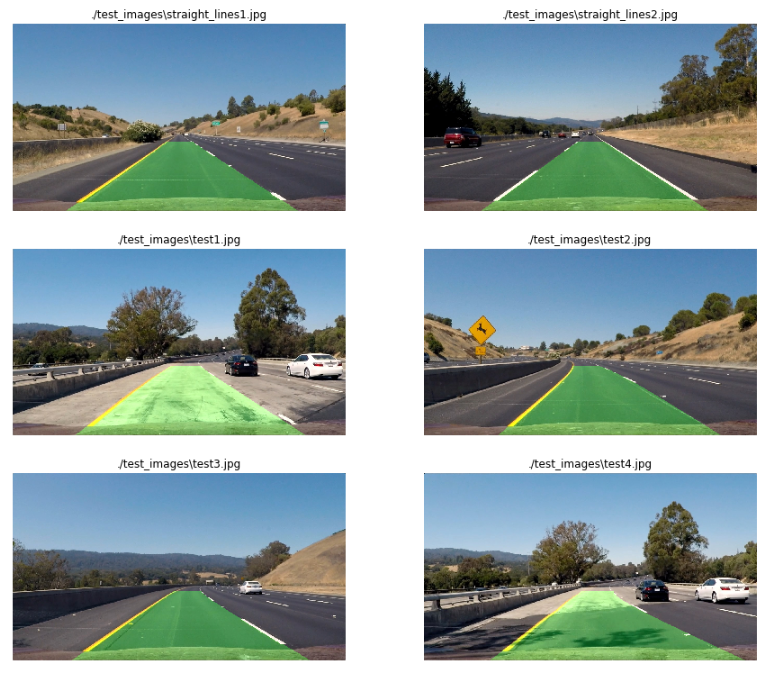 ./test_images\straight_lines1.jpg
./test_images\straight_lines2.jpg
./test_images\test1.jpg
./test_images\test2.jpg
./test_images\test3.jpg
./test_images\test4.jpg